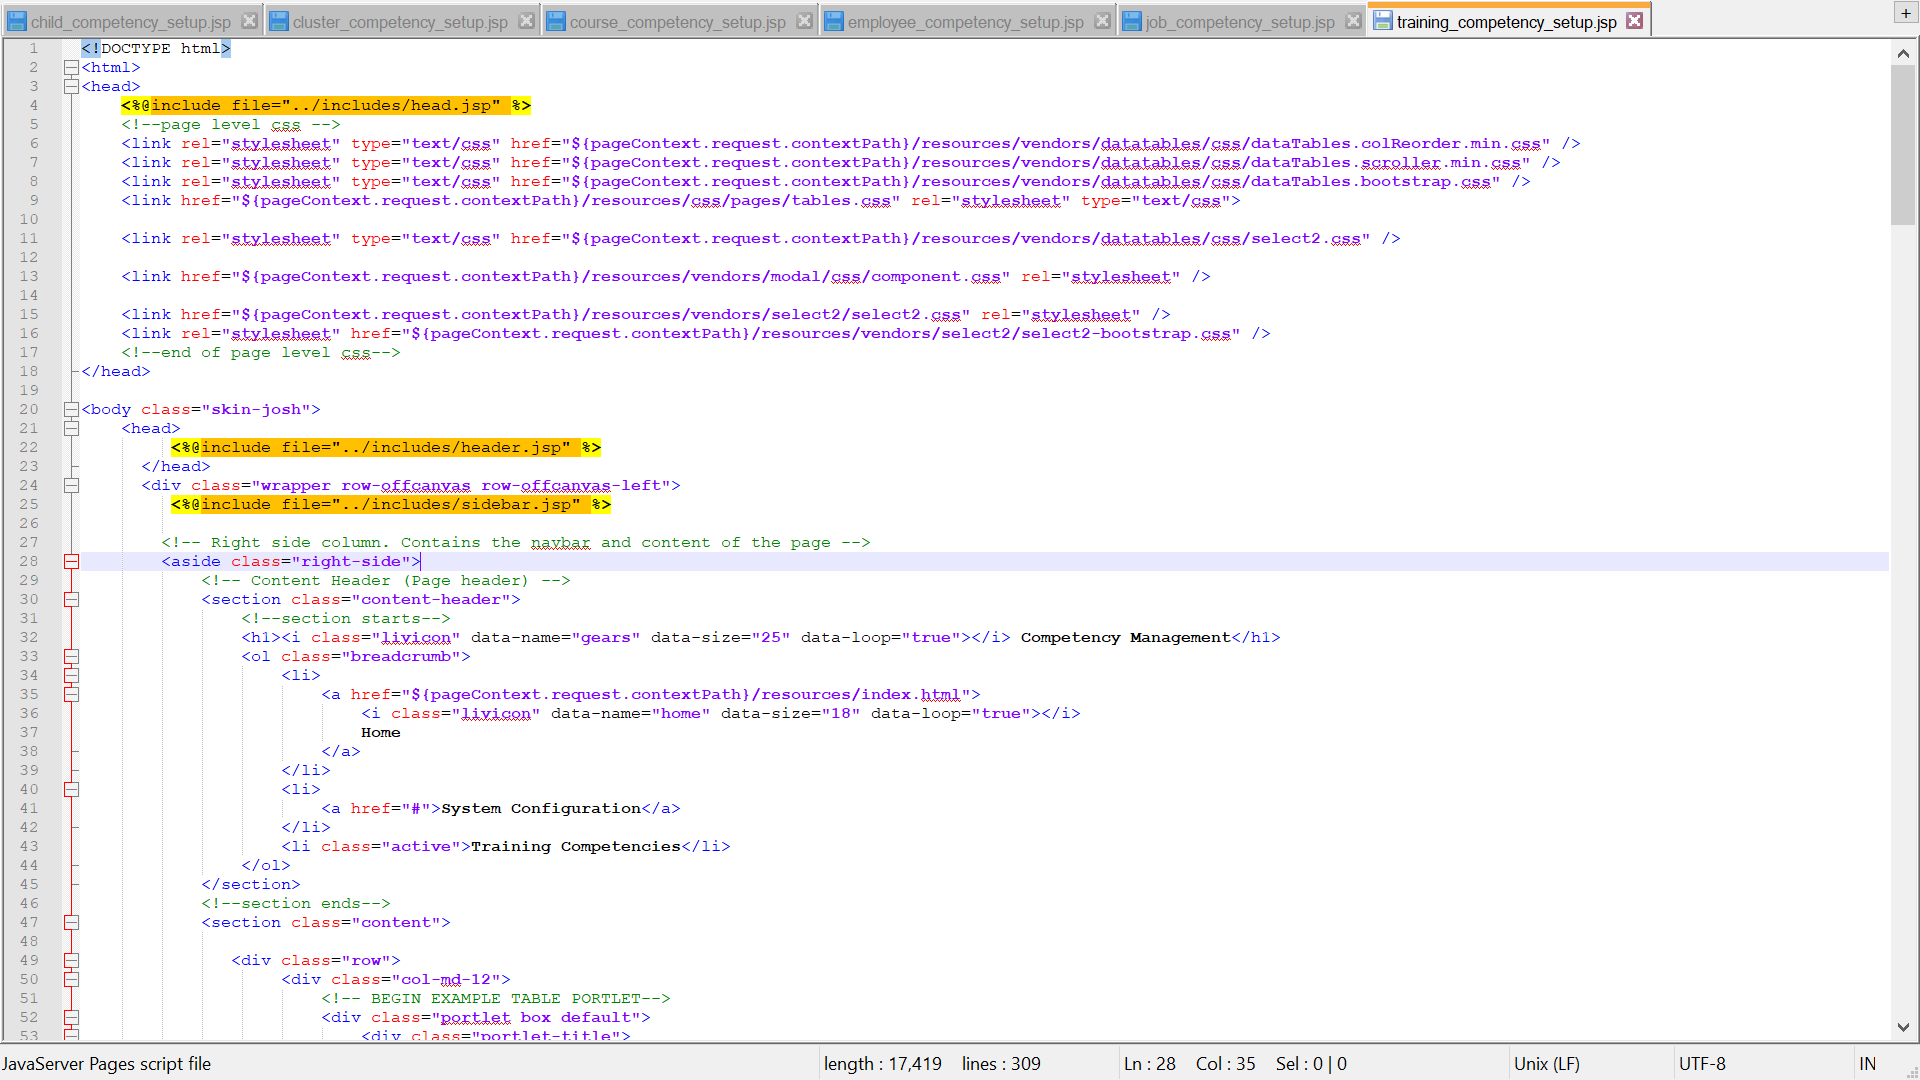 child_competency_setup.jsp cluster_competency_setup.jsp course_competency_setup.jsp employee_competency_setup.jsp job_competency_setup.jsp training_competency_setup.jsp +
1 <!DOCTYPE html>
2 <html>
3 <head>
4 <%@include file="../includes/head.jsp" %>
5 <!--page level css -->
6 <link rel="stylesheet" type="text/css" href="${pageContext.request.contextPath}/resources/vendors/datatables/css/dataTables.colReorder.min.css" />
7 <link rel="stylesheet" type="text/css" href="${pageContext.request.contextPath}/resources/vendors/datatables/css/dataTables.scroller.min.css" />
8 <link rel="stylesheet" type="text/css" href="${pageContext.request.contextPath}/resources/vendors/datatables/css/dataTables.bootstrap.css" />
9 <link href="${pageContext.request.contextPath}/resources/css/pages/tables.css" rel="stylesheet" type="text/css">
10
11 <link rel="stylesheet" type="text/css" href="${pageContext.request.contextPath}/resources/vendors/datatables/css/select2.css" />
12
13 <link href="${pageContext.request.contextPath}/resources/vendors/modal/css/component.css" rel="stylesheet" />
14
15 <link href="${pageContext.request.contextPath}/resources/vendors/select2/select2.css" rel="stylesheet" />
16 <link rel="stylesheet" href="${pageContext.request.contextPath}/resources/vendors/select2/select2-bootstrap.css" />
17 <!--end of page level css-->
18 </head>
19
20 <body class="skin-josh">
21 <head>
22 <%@include file="../includes/header.jsp" %>
23 </head>
24 <div class="wrapper row-offcanvas row-offcanvas-left">
25 <%@include file="../includes/sidebar.jsp" %>
26
27 <!-- Right side column. Contains the navbar and content of the page -->
28 <aside class="right-side">
29 <!-- Content Header (Page header) -->
30 <section class="content-header">
31 <!--section starts-->
32 <h1><i class="livicon" data-name="gears" data-size="25" data-loop="true"></i> Competency Management</h1>
33 <ol class="breadcrumb">
34 <li>
35 <a href="${pageContext.request.contextPath}/resources/index.html">
36 <i class="livicon" data-name="home" data-size="18" data-loop="true"></i>
37 Home
38 </a>
39 </li>
40 <li>
41 <a href="#">System Configuration</a>
42 </li>
43 <li class="active">Training Competencies</li>
44 </ol>
45 </section>
46 <!--section ends-->
47 <section class="content">
48
49 <div class="row">
50 <div class="col-md-12">
51 <!-- BEGIN EXAMPLE TABLE PORTLET-->
52 <div class="portlet box default">
53 <div class="portlet-title">
JavaServer Pages script file length : 17,419 lines : 309 Ln : 28 Col : 35 Sel : 0 | 0 Unix (LF) UTF-8 IN